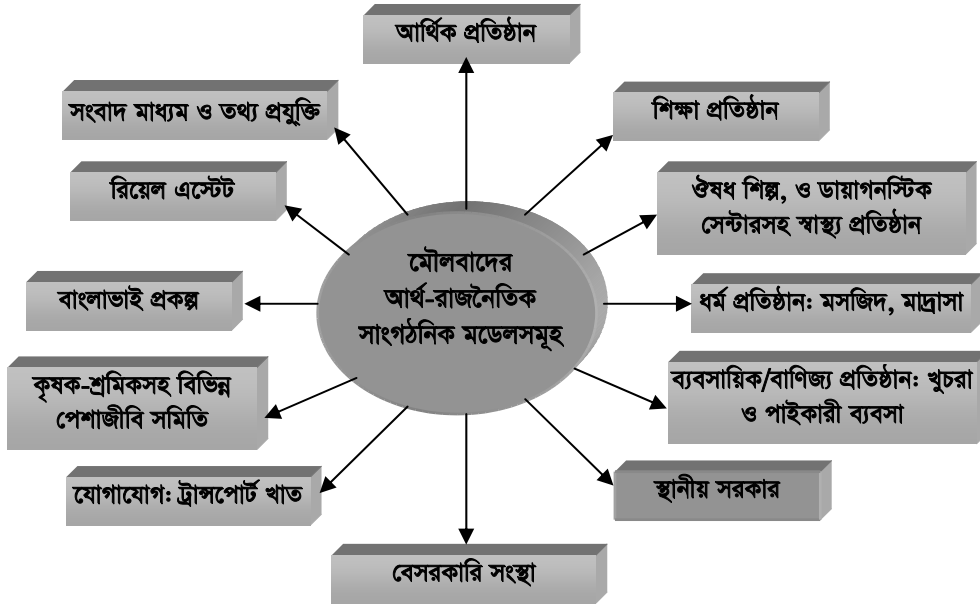 আর্থিক প্রতিষ্ঠান
সংবাদ মাধ্যম ও তথ্য প্রযুক্তি
শিক্ষা প্রতিষ্ঠান
রিয়েল এস্টেট
ঔষধ শিল্প, ও ডায়াগনস্টিক
সেন্টারসহ স্বাস্থ্য প্রতিষ্ঠান
মৌলবাদের
আর্থ-রাজনৈতিক
সাংগঠনিক মডেলসমূহ
বাংলাভাই প্রকল্প
ধর্ম প্রতিষ্ঠান: মসজিদ, মাদ্রাসা
কৃষক-শ্রমিকসহ বিভিন্ন
পেশাজীবি সমিতি
ব্যবসায়িক/বাণিজ্য প্রতিষ্ঠান: খুচরা
ও পাইকারী ব্যবসা
যোগাযোগ: ট্রান্সপোর্ট খাত
স্থানীয় সরকার
বেসরকারি সংস্থা